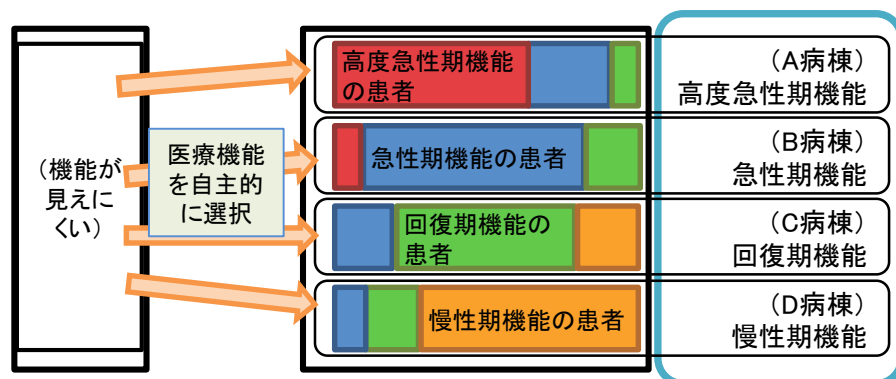 (機能が
見えに
くい)
医療機能
を自主的
に選択
高度急性期機能
の患者
(A病棟)
高度急性期機能
急性期機能の患者
(B病棟)
急性期機能
回復期機能の
患者
(C病棟)
回復期機能
慢性期機能の患者
(D病棟)
慢性期機能